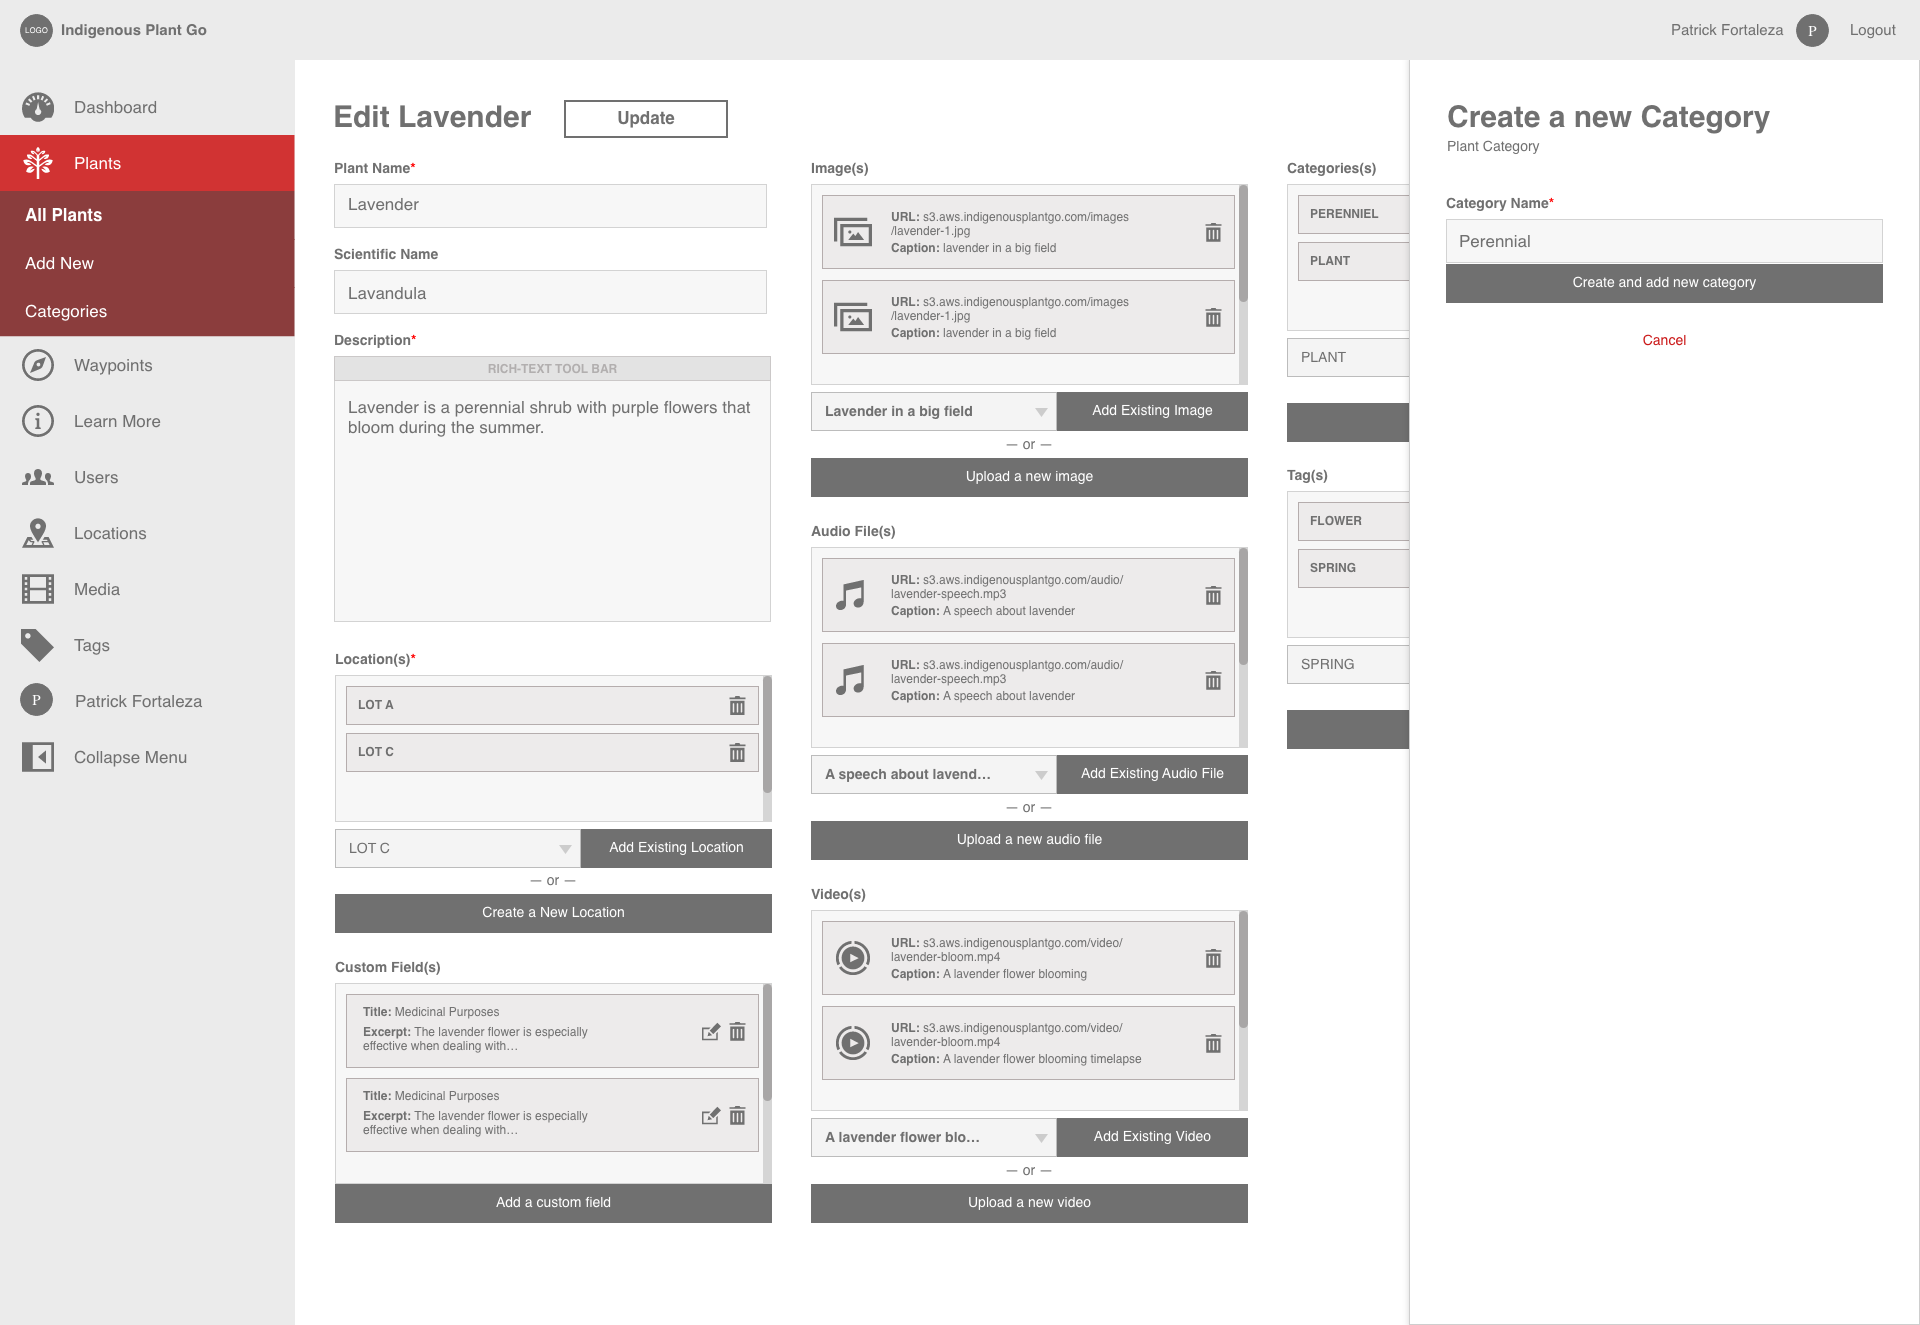 LOGO
Indigenous Plant Go
Patrick Fortaleza
P
Logout
Dashboard
Plants
All Plants
Add New
Categories
Waypoints
Learn More
Users
Locations
Media
Tags
P
Patrick Fortaleza
Collapse Menu
Edit Lavender
Update
Plant Name*
Lavender
Scientific Name
Lavandula
Description*
RICH-TEXT TOOL BAR
Lavender is a perennial shrub with purple flowers that
bloom during the summer.
Location(s)*
LOT A
LOT C
LOT C
Add Existing Location
— or —
Create a New Location
Custom Field(s)
Title: Medicinal Purposes
Excerpt: The lavender flower is especially
effective when dealing with...
Title: Medicinal Purposes
Excerpt: The lavender flower is especially
effective when dealing with...
Add a custom field
Image(s)
URL: s3.aws.indigenousplantgo.com/images
/lavender-1.jpg
Caption: lavender in a big field
URL: s3.aws.indigenousplantgo.com/images
/lavender-1.jpg
Caption: lavender in a big field
Lavender in a big field
Add Existing Image
— or —
Upload a new image
Audio File(s)
URL: s3.aws.indigenousplantgo.com/audio/
lavender-speech.mp3
Caption: A speech about lavender
URL: s3.aws.indigenousplantgo.com/audio/
lavender-speech.mp3
Caption: A speech about lavender
A speech about lavend...
Add Existing Audio File
— or —
Upload a new audio file
Video(s)
URL: s3.aws.indigenousplantgo.com/video/
lavender-bloom.mp4
Caption: A lavender flower blooming
URL: s3.aws.indigenousplantgo.com/video/
lavender-bloom.mp4
Caption: A lavender flower blooming timelapse
A lavender flower blo...
Add Existing Video
— or —
Upload a new video
Categories(s)
PERENNIEL
PLANT
PLANT
Tag(s)
FLOWER
SPRING
SPRING
Create a new Category
Plant Category
Category Name*
Perennial
Create and add new category
Cancel